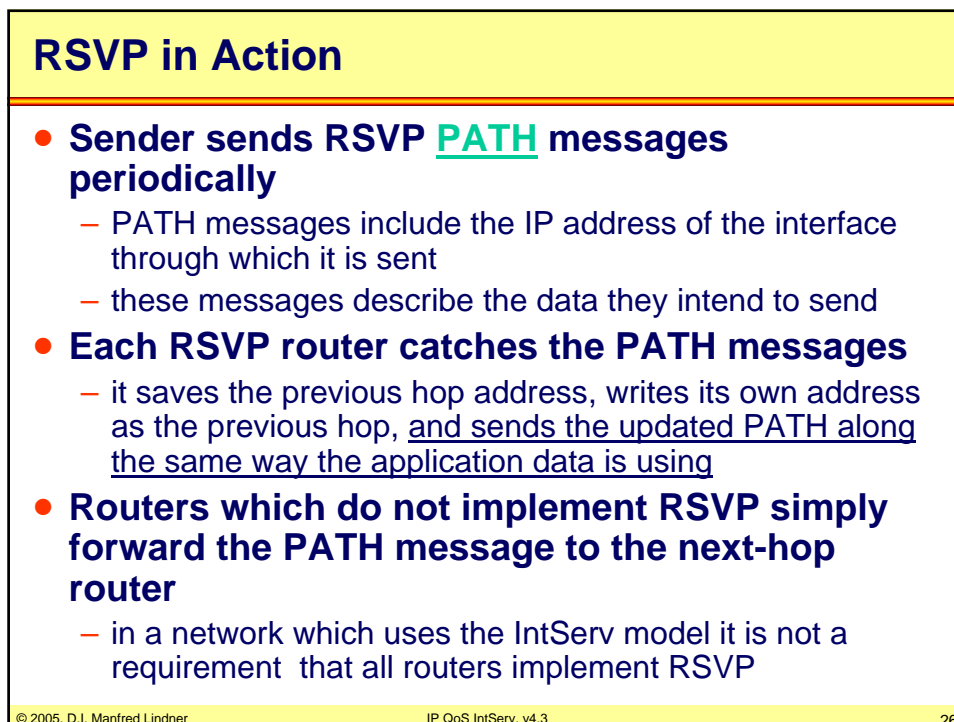 RSVP in Action
• Sender sends RSVP PATH messages
periodically
– PATH messages include the IP address of the interface
through which it is sent
– these messages describe the data they intend to send
• Each RSVP router catches the PATH messages
– it saves the previous hop address, writes its own address
as the previous hop, and sends the updated PATH along
the same way the application data is using
• Routers which do not implement RSVP simply
forward the PATH message to the next-hop
router
– in a network which uses the IntServ model it is not a
requirement that all routers implement RSVP
© 2005, D.I. Manfred Lindner
IP QoS IntServ, v4.3
26